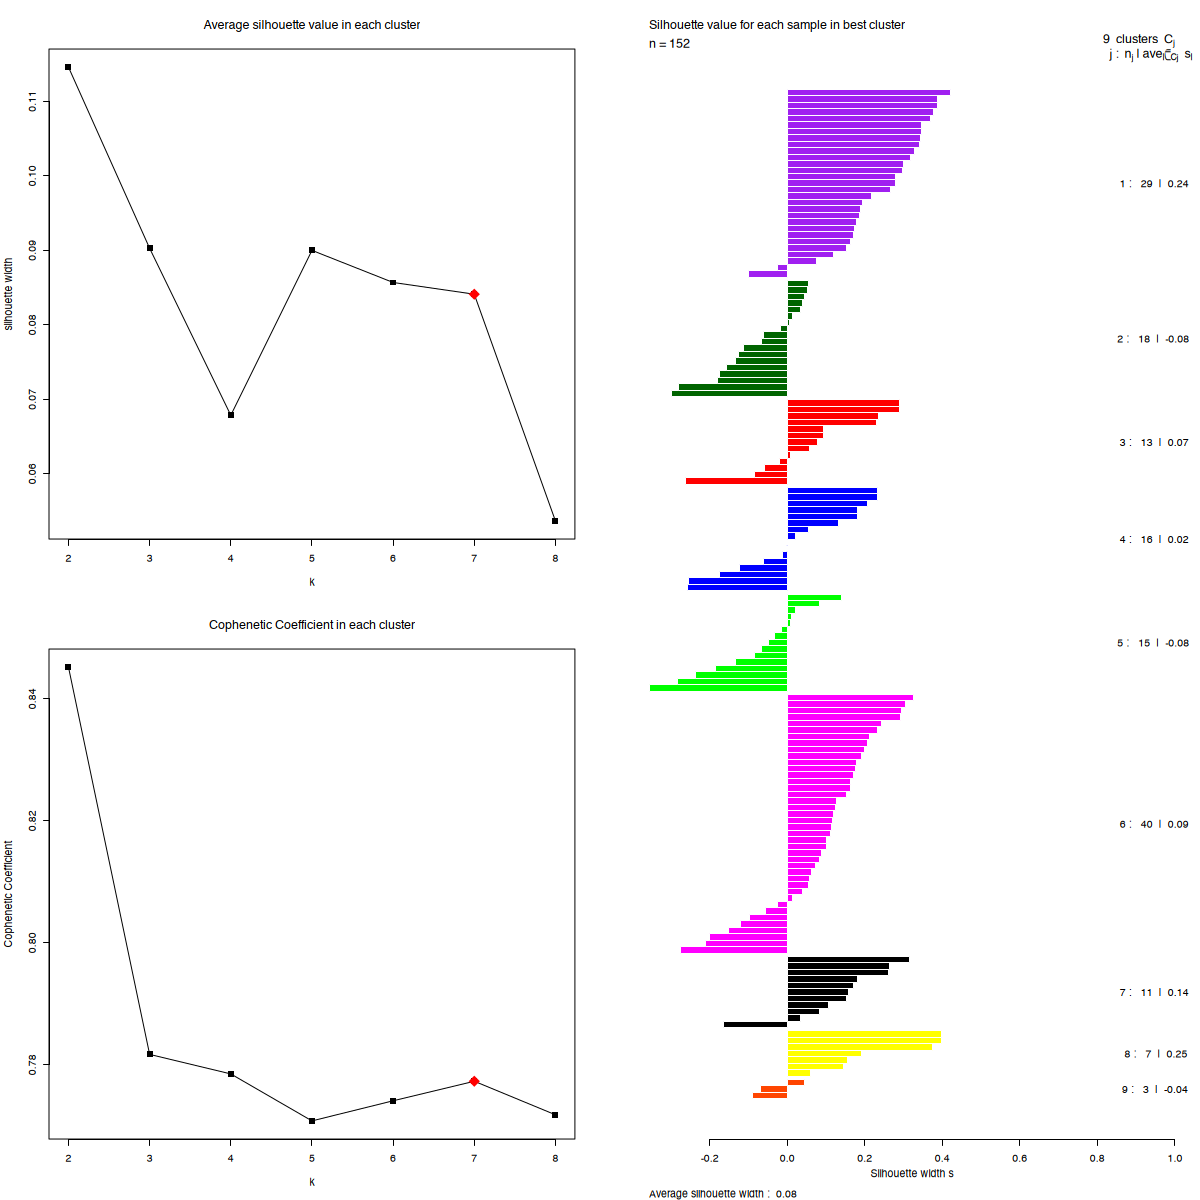 Average silhouette value in each cluster
silhouette width
0.11
0.10
0.09
0.08
0.07
0.06
2 3 4 5 6 7 8
k
Cophenetic Coefficient in each cluster
Cophenetic Coefficient
0.84
0.82
0.80
0.78
2 3 4 5 6 7 8
k
Silhouette value for each sample in best cluster
n = 152
9 clusters Cj
j : nj | avei∈Cj si
1 : 29 | 0.24
2 : 18 | -0.08
3 : 13 | 0.07
4 : 16 | 0.02
5 : 15 | -0.08
6 : 40 | 0.09
7 : 11 | 0.14
8 : 7 | 0.25
9 : 3 | -0.04
-0.2 0.0 0.2 0.4 0.6 0.8 1.0
Silhouette width s
Average silhouette width : 0.08